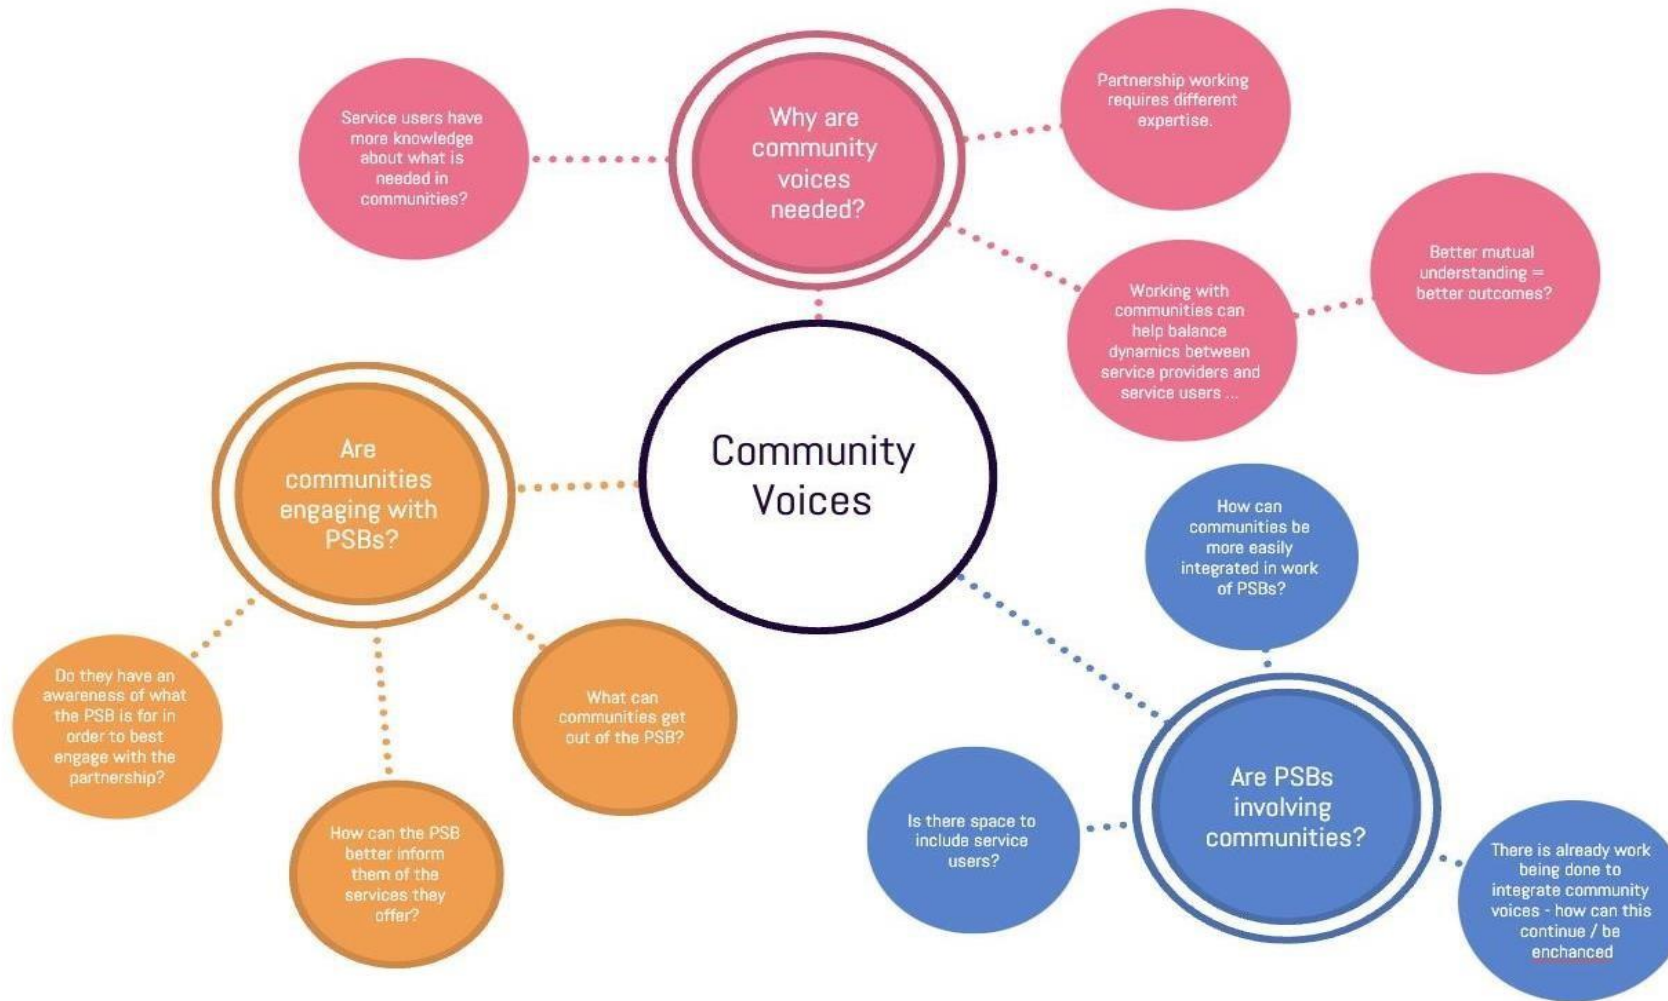 Service users have
more knowledge
about what is
needed in
communities?
Why are
community
voices
needed?
Partnership working
requires different
expertise.
Working with
communities can
help balance
dynamics between
service providers and
service users ...
Better mutual
understanding =
better outcomes?
Community
Voices
Are
communities
engaging with
PSBs?
Do they have an
awareness of what
the PSB is for in
order to best
engage with the
partnership?
How can the PSB
better inform
them of the
services they
offer?
What can
communities get
out of the PSB?
How can
communities be
more easily
integrated in work
of PSBs?
Are PSBs
involving
communities?
Is there space to
include service
users?
There is already work
being done to
integrate community
voices - how can this
continue / be
enchanced